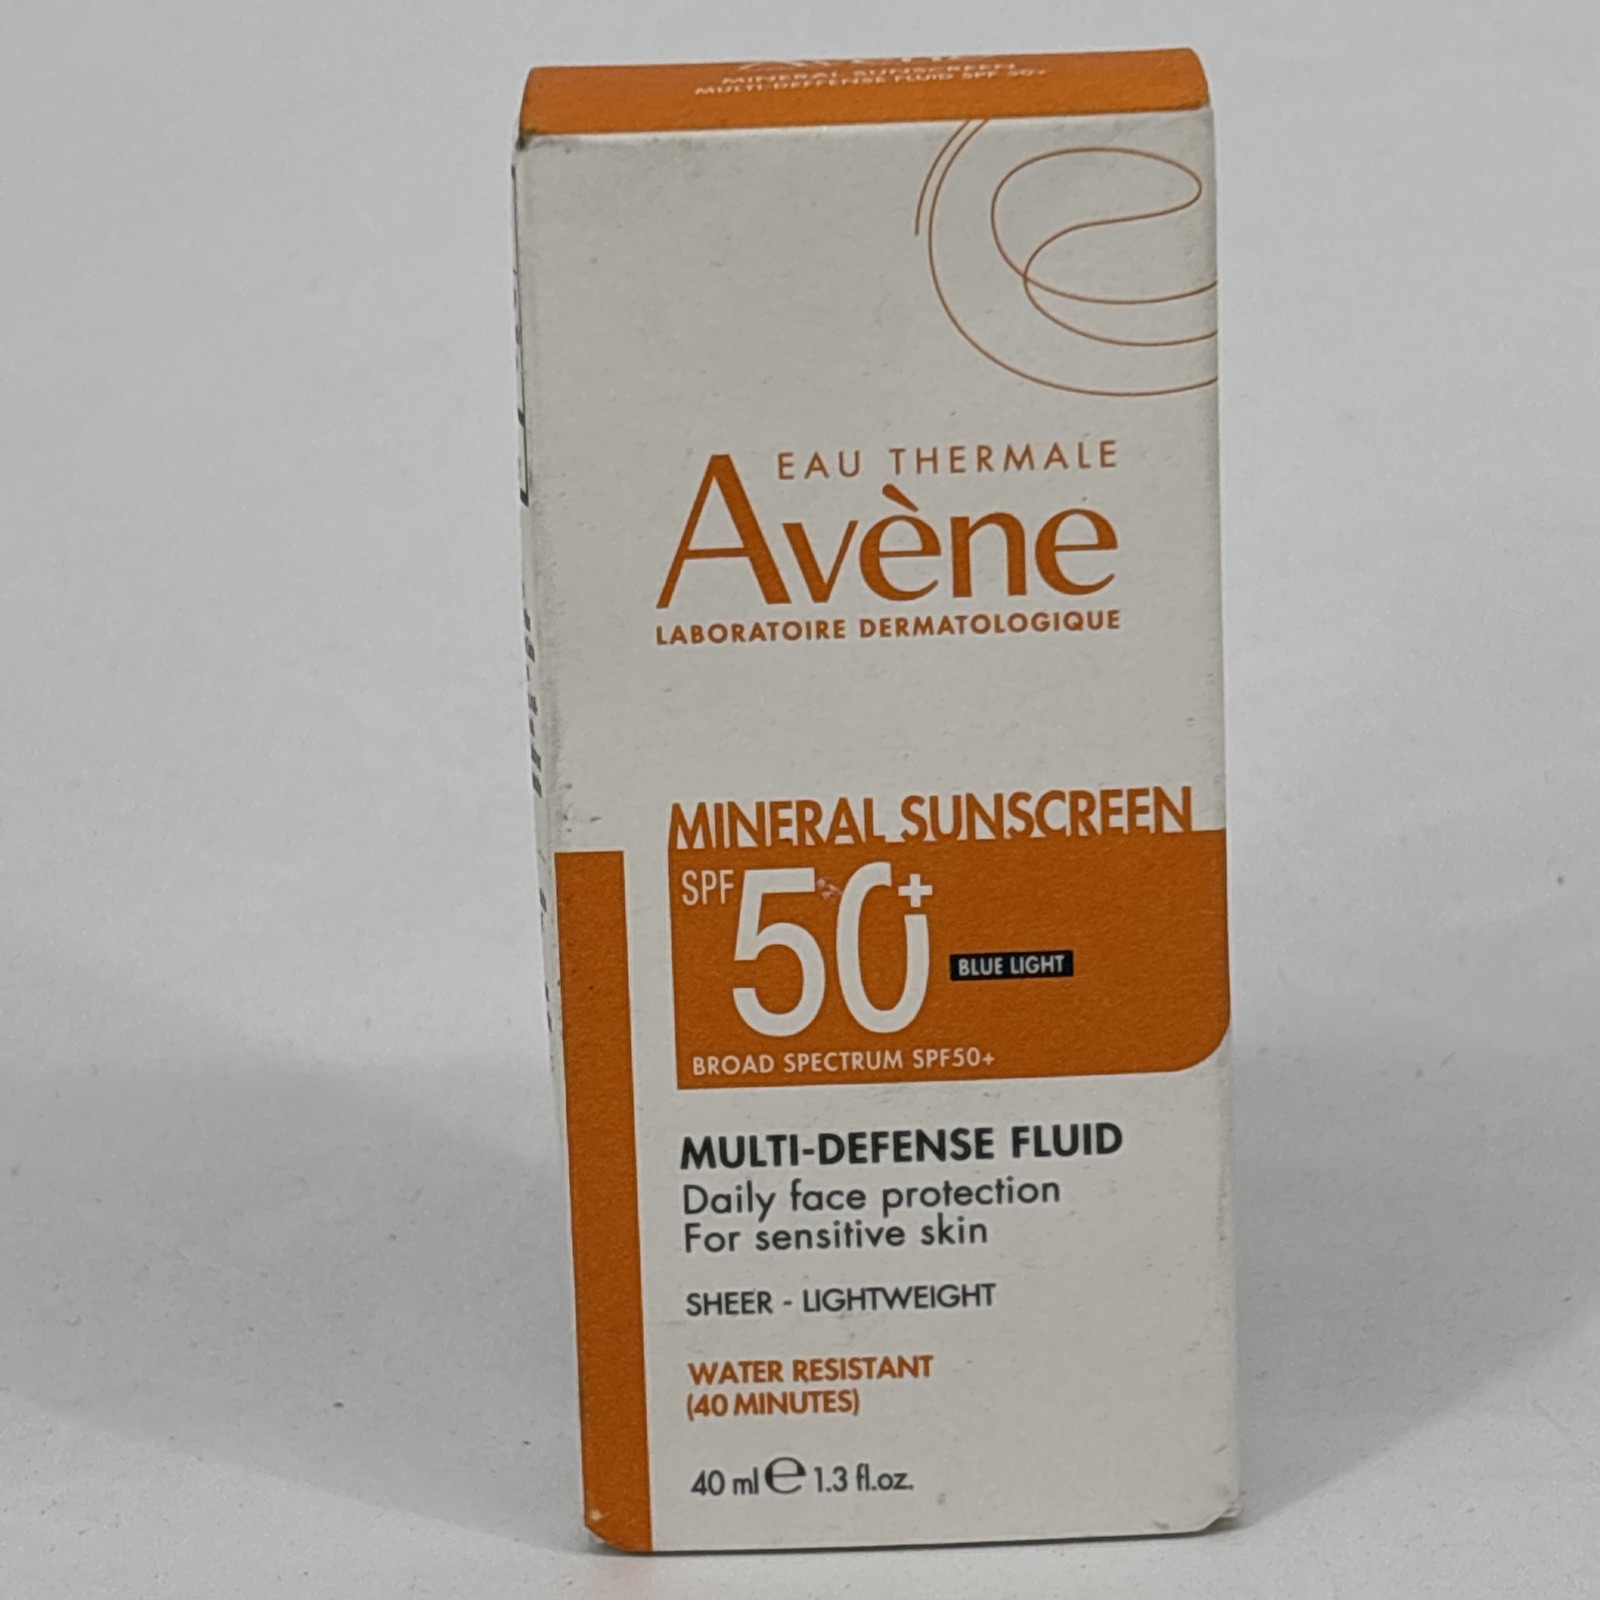 MINERAL SUNSCREEN
MULTI-DEFFENSE FLUID SPF 50+
EAU THERMALE
Avène
LABORATOIRE DERMATOLOGIQUE
MINERAL SUNSCREEN
SPF 50+
BLUE LIGHT
BROAD SPECTRUM SPF50+
MULTI-DEFENSE FLUID
Daily face protection
For sensitive skin
SHEER - LIGHTWEIGHT
WATER RESISTANT
(40 MINUTES)
40 ml e 1.3 fl.oz.